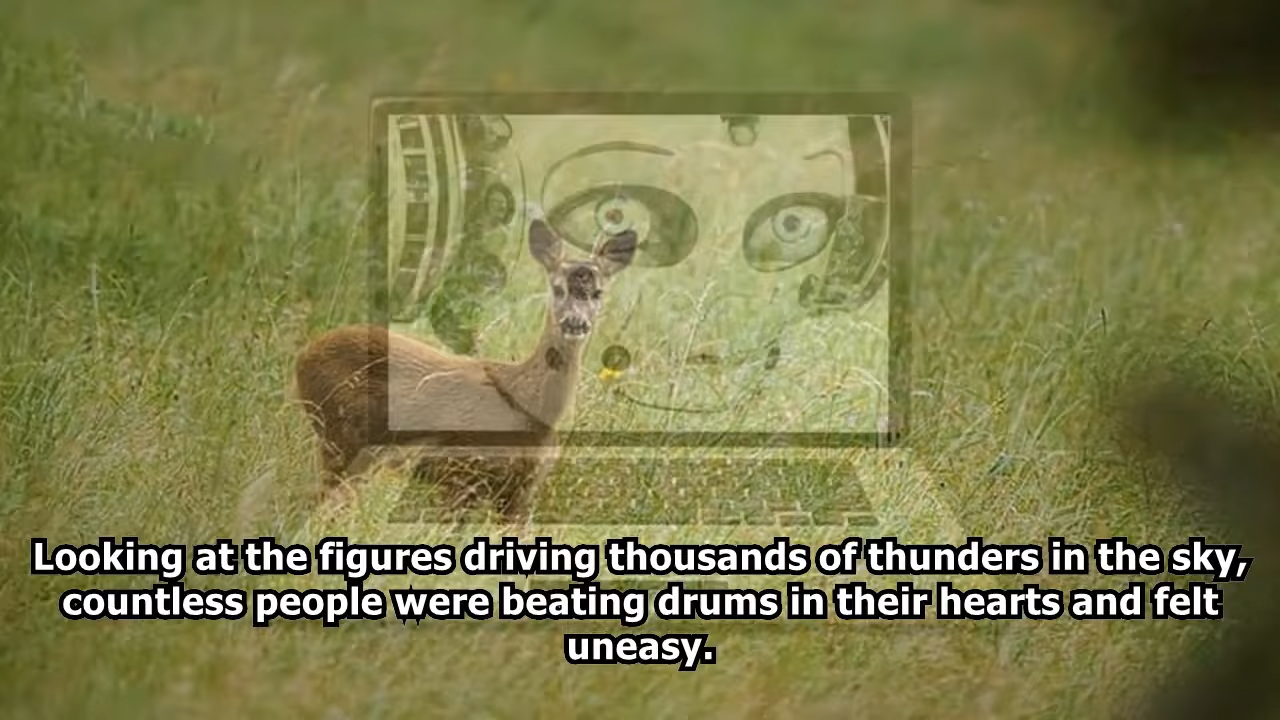 Looking at the figures driving thousands of thunders in the sky,
countless people were beating drums in their hearts and felt
uneasy.